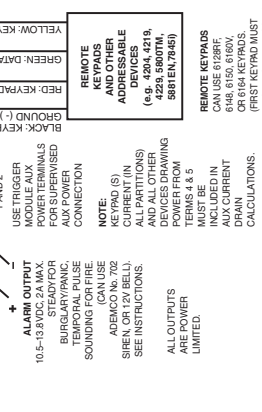 YELLOW: KEY
GREEN: DATA
RED: KEYPAD
GROUND (-)
BLACK: KEY
REMOTE
KEYPADS
AND OTHER
ADDRESSABLE
DEVICES
(e.g. 4204, 4219,
4229, 5800TM,
5881EN,7845i)
REMOTE KEYPADS
CAN USE 6128RF,
6148, 6150, 6160V,
OR 6164 KEYPADS.
(FIRST KEYPAD MUST
USE TRIGGER
MODULE AUX
POWER TERMINALS
FOR SUPERVISED
AUX POWER
CONNECTION
NOTE:
KEYPAD (S)
CURRENT (IN
ALL PARTITIONS)
AND ALL OTHER
DEVICES DRAWING
POWER FROM
TERMS 4 & 5
MUST BE
INCLUDED IN
AUX CURRENT
DRAIN
CALCULATIONS.
+ –
ALARM OUTPUT
10.5–13.8VDC, 2A MAX.
STEADY FOR
BURGLARY/PANIC,
TEMPORAL PULSE
SOUNDING FOR FIRE.
(CAN USE
ADEMCO No. 702
SIREN, OR 12V BELL).
SEE INSTRUCTIONS.
ALL OUTPUTS
ARE POWER
LIMITED.